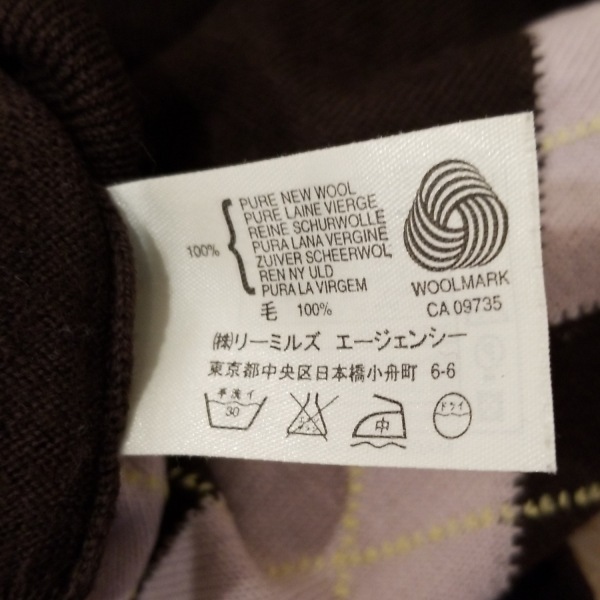 100%
PURE NEW WOOL
PURE LAINE VIERGE
REINE SCHURWOLLE
PURA LANA VERGINE
ZUIVER SCHEERWOL
REN NY ULD
PURA LA VIRGEM
毛 100%
WOOLMARK
CA 09735
㈱リーミルズ エージェンシー
東京都中央区日本橋小舟町 6-6
手洗イ
30
エンソ
中
ドライ